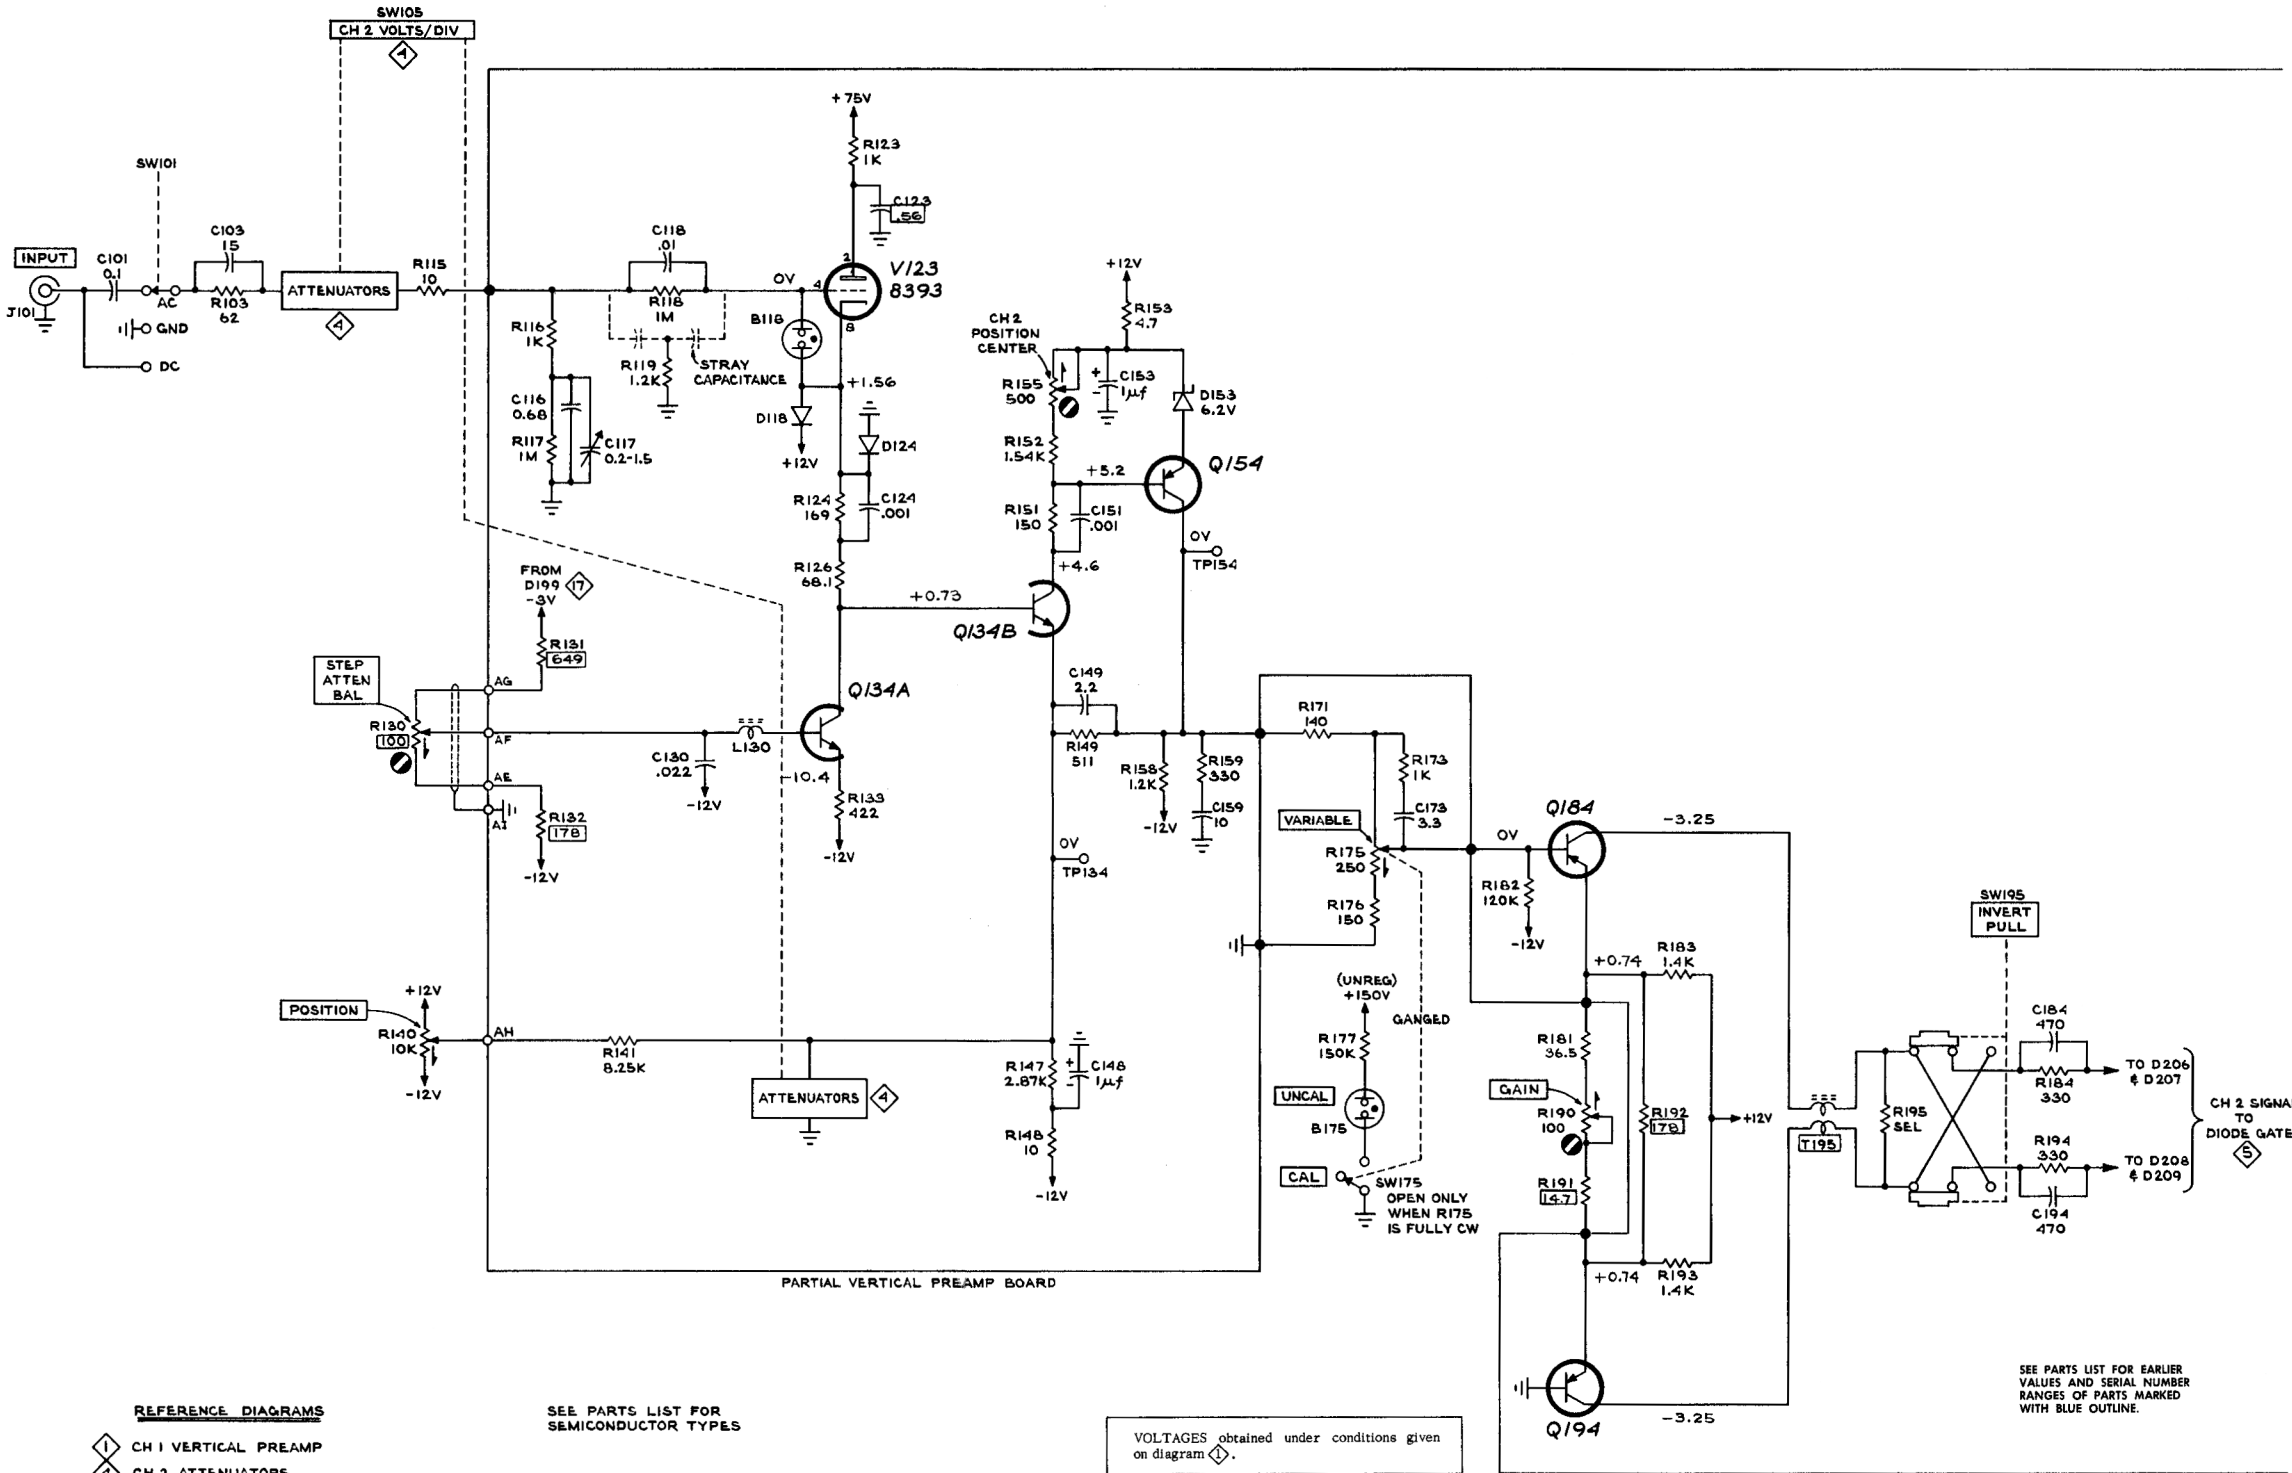 SW105
CH 2 VOLTS/DIV
4
SW101
INPUT
J101
C101
0.1
AC
GND
DC
C103
15
R103
62
ATTENUATORS
4
R115
10
R116
1K
C116
0.68
R117
1M
C117
0.2-1.5
C118
.01
R118
1M
R119
1.2K
STRAY
CAPACITANCE
+75V
R123
1K
C123
.56
2
4
8
0V
V123
8393
B118
+1.56
D118
+12V
D124
R124
169
C124
.001
R126
68.1
+0.73
FROM
D199 17
-3V
R131
649
STEP
ATTEN
BAL
AG
R130
100
AF
AE
AI
R132
178
-12V
C130
.022
-12V
L130
Q134A
-10.4
R133
422
-12V
POSITION
+12V
R140
10K
-12V
AH
R141
8.25K
ATTENUATORS
4
CH 2
POSITION
CENTER
+12V
R153
4.7
R155
500
+
-
C153
1µf
D153
6.2V
R152
1.54K
+5.2
Q154
R151
150
C151
.001
0V
TP154
+4.6
Q134B
C149
2.2
R149
511
R158
1.2K
-12V
R159
330
C159
10
0V
TP134
R147
2.87K
+
-
C148
1µf
R148
10
-12V
R171
140
R173
1K
C173
3.3
VARIABLE
R175
250
R176
150
(UNREG)
+150V
GANGED
R177
150K
UNCAL
B175
CAL
SW175
OPEN ONLY
WHEN R175
IS FULLY CW
0V
R182
120K
-12V
Q184
-3.25
+0.74
R183
1.4K
R181
36.5
GAIN
R190
100
R192
178
+12V
R191
14.7
+0.74
R193
1.4K
Q194
-3.25
T195
R195
SEL
SW195
INVERT
PULL
C184
470
R184
330
TO D206
& D207
R194
330
C194
470
TO D208
& D209
CH 2 SIGNA
TO
DIODE GATE
5
PARTIAL VERTICAL PREAMP BOARD
REFERENCE DIAGRAMS
1 CH 1 VERTICAL PREAMP
4 CH 2 ATTENUATORS
SEE PARTS LIST FOR
SEMICONDUCTOR TYPES
VOLTAGES obtained under conditions given
on diagram 1.
SEE PARTS LIST FOR EARLIER
VALUES AND SERIAL NUMBER
RANGES OF PARTS MARKED
WITH BLUE OUTLINE.